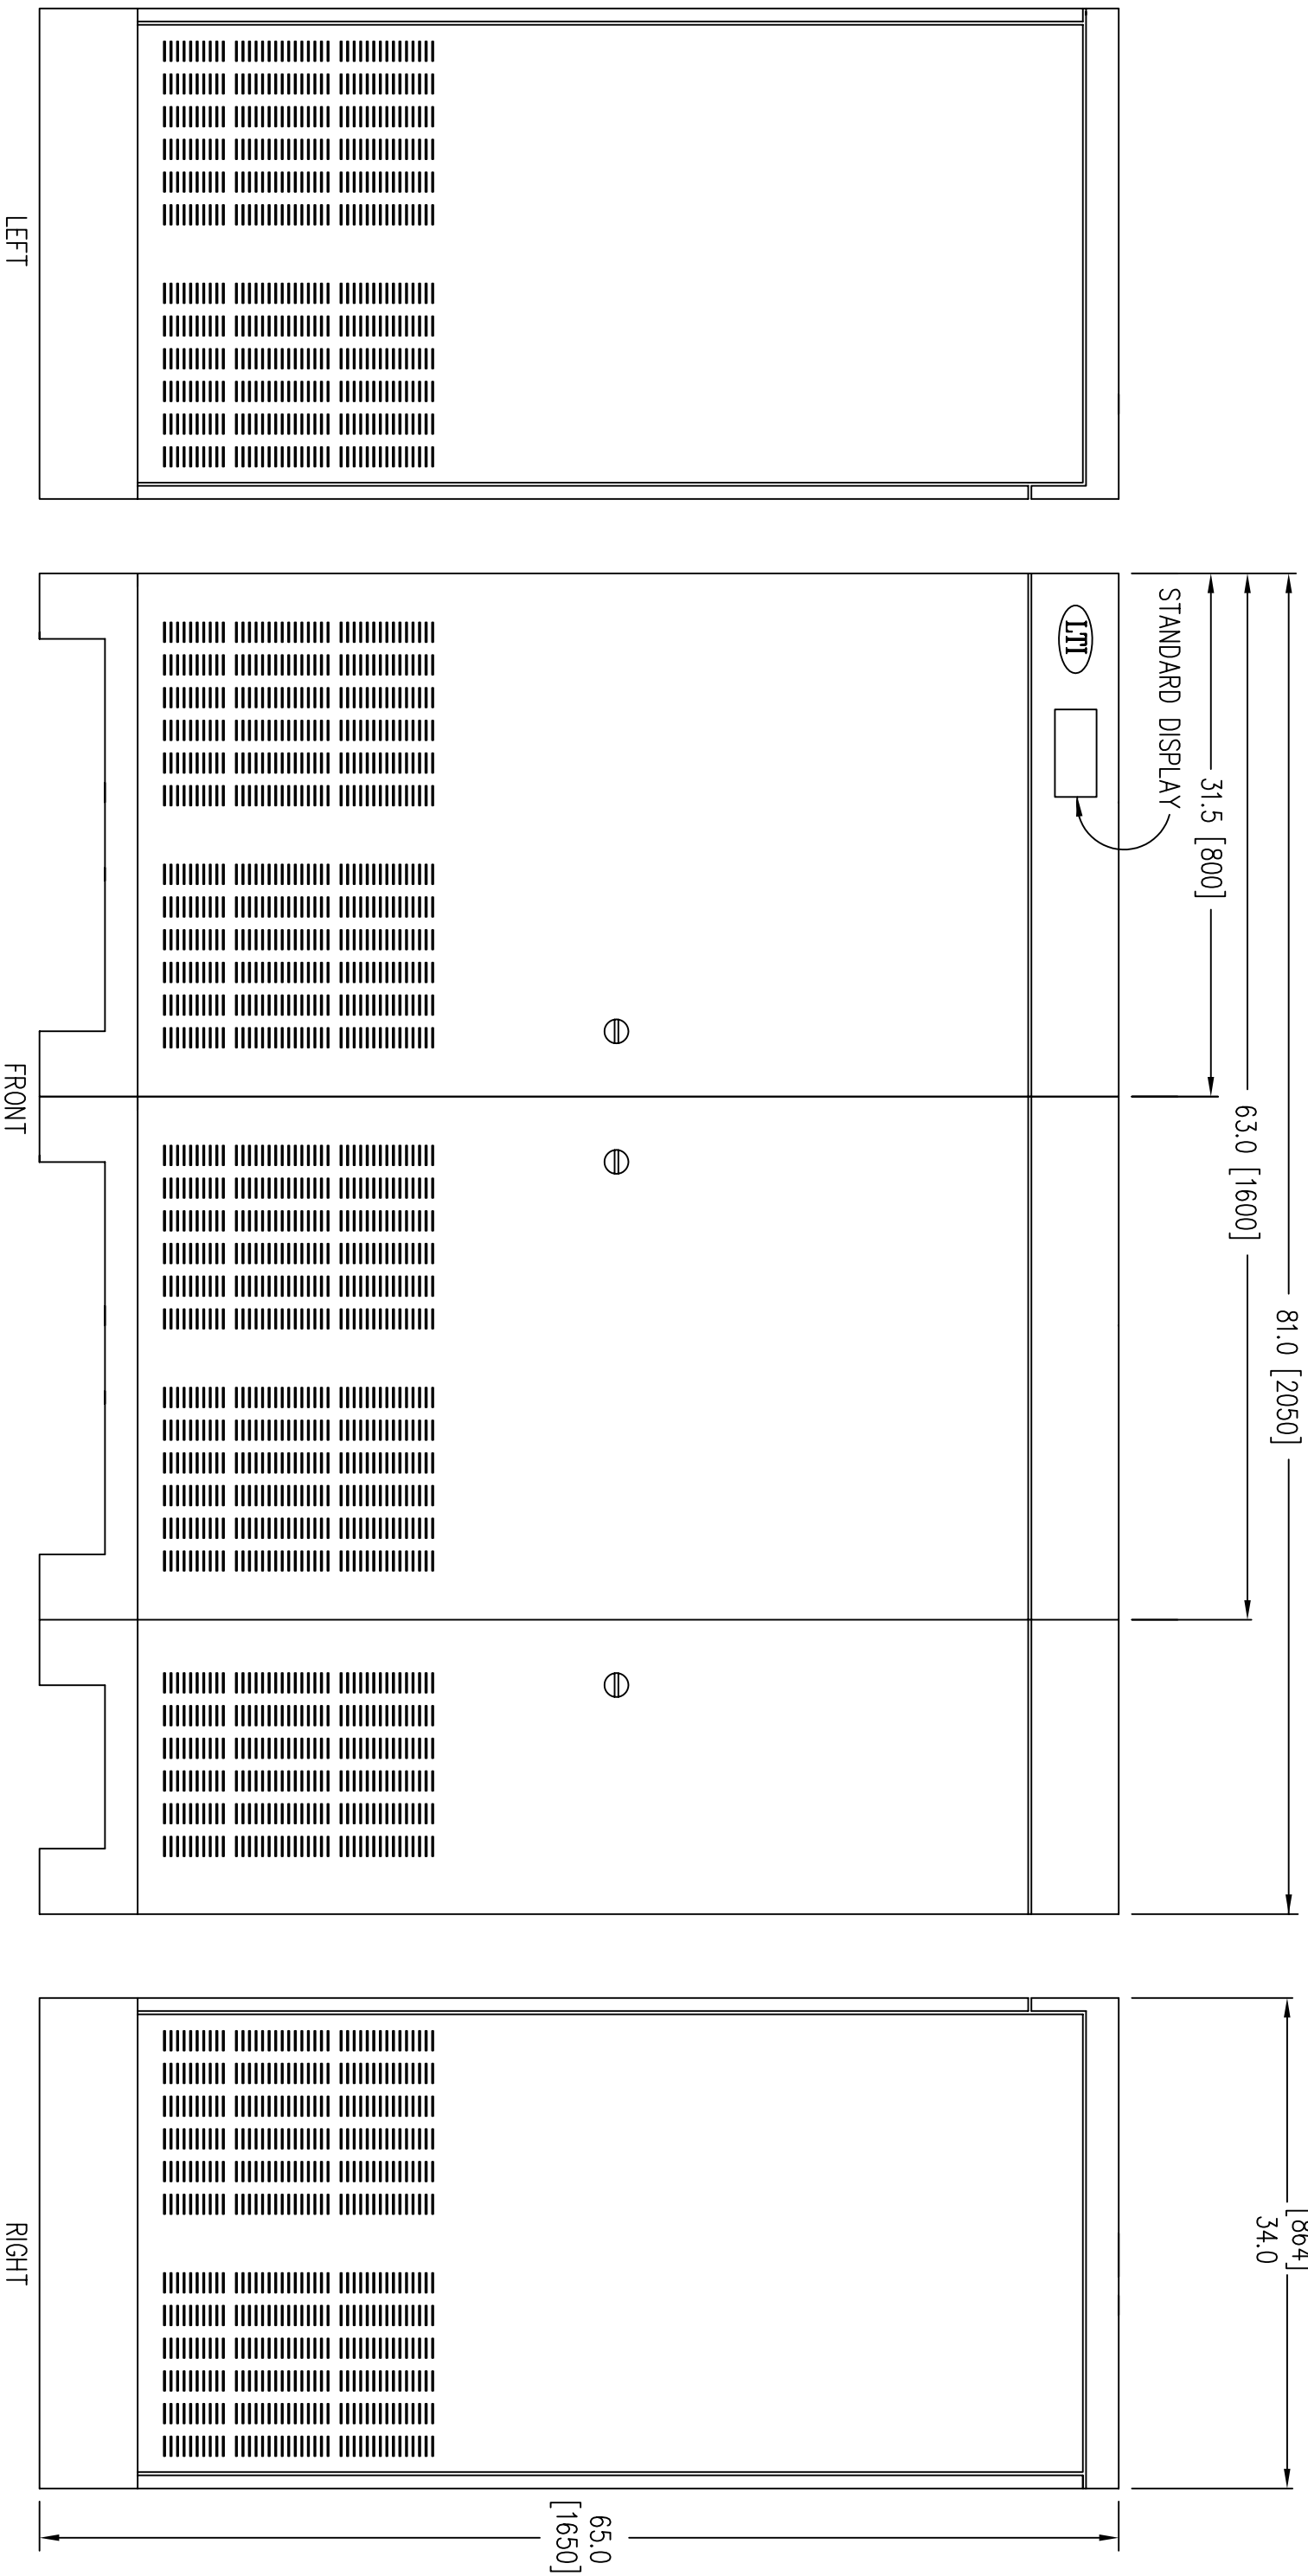 81.0 [2050]
63.0 [1600]
31.5 [800]
STANDARD DISPLAY
LTI
[864]
34.0
65.0
[1650]
LEFT
FRONT
RIGHT